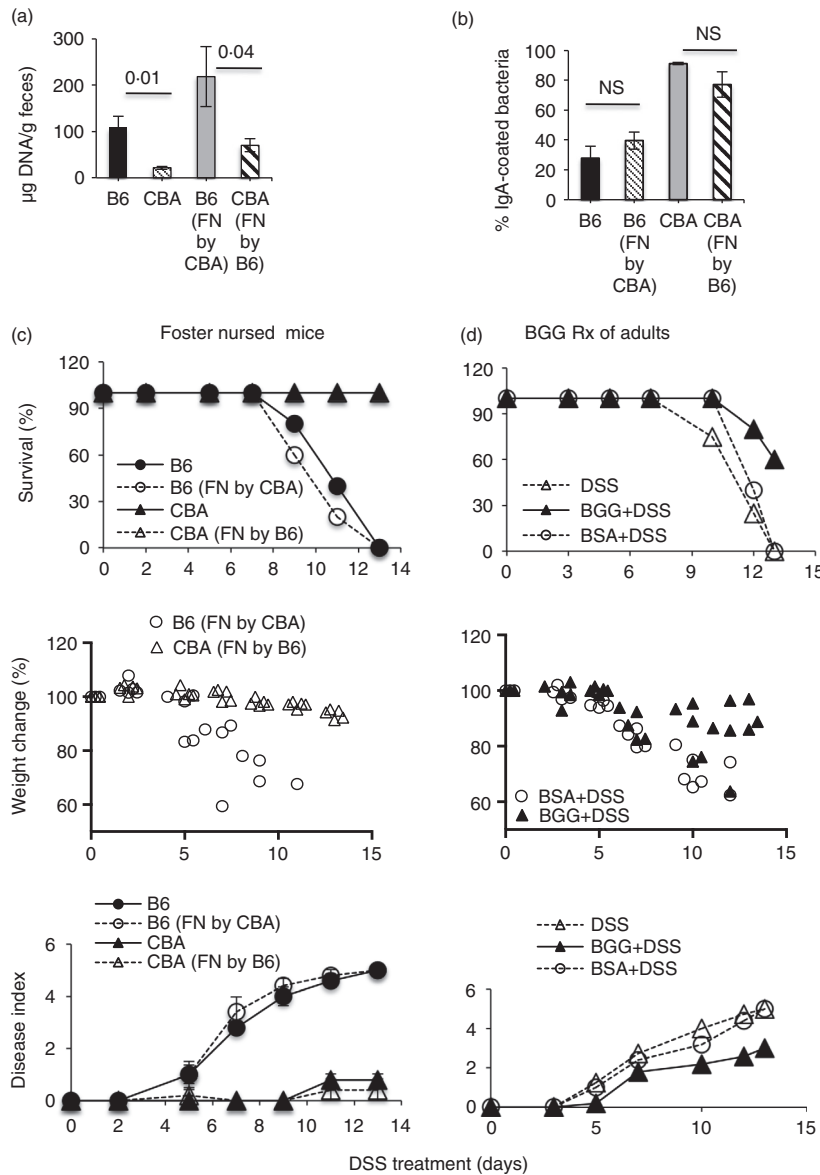 (a)
300
200
100
0
µg DNA/g feces
0·01
0·04
B6
CBA
B6
(FN
by
CBA)
CBA
(FN
by
B6)
(b)
100
80
60
40
20
0
% IgA-coated bacteria
NS
NS
B6
B6
(FN
by
CBA)
CBA
CBA
(FN
by
B6)
(c)
Foster nursed mice
120
90
60
30
0
Survival (%)
B6
B6 (FN by CBA)
CBA
CBA (FN by B6)
0 2 4 6 8 10 12 14
(d)
BGG Rx of adults
120
90
60
30
0
DSS
BGG+DSS
BSA+DSS
0 3 6 9 12 15
B6 (FN by CBA)
CBA (FN by B6)
120
100
80
60
Weight change (%)
0 5 10 15
120
100
80
60
BSA+DSS
BGG+DSS
0 5 10 15
B6
B6 (FN by CBA)
CBA
CBA (FN by B6)
6
4
2
0
Disease index
0 2 4 6 8 10 12 14
DSS
BGG+DSS
BSA+DSS
6
4
2
0
0 5 10 15
DSS treatment (days)